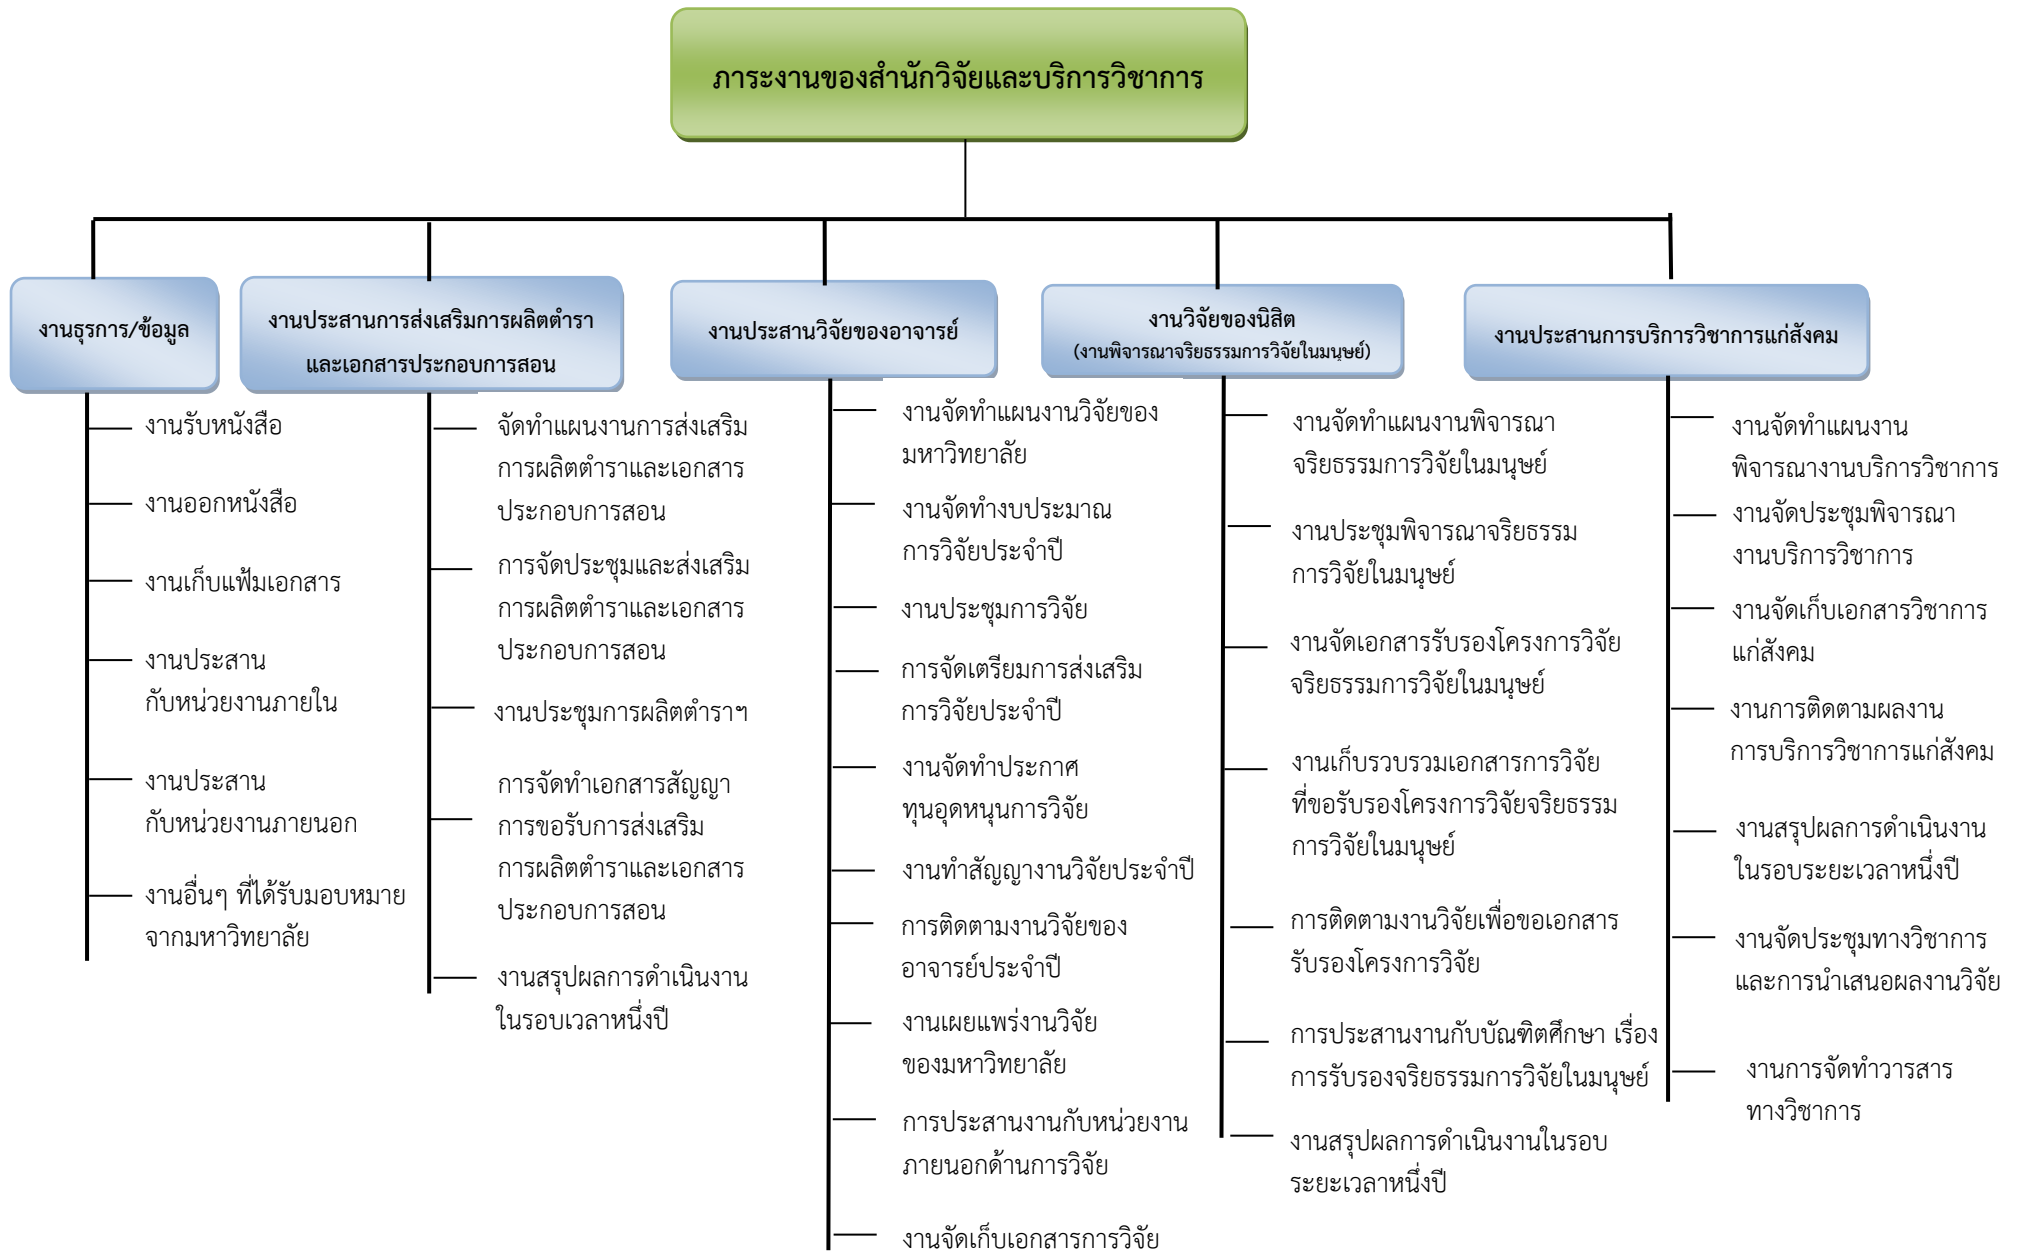 ภาระงานของสำนักวิจัยและบริการวิชาการ
งานธุรการ/ข้อมูล
งานรับหนังสือ
งานออกหนังสือ
งานเก็บแฟ้มเอกสาร
งานประสาน
กับหน่วยงานภายใน
งานประสาน
กับหน่วยงานภายนอก
งานอื่นๆ ที่ได้รับมอบหมาย
จากมหาวิทยาลัย
งานประสานการส่งเสริมการผลิตตำรา
และเอกสารประกอบการสอน
จัดทำแผนงานการส่งเสริม
การผลิตตำราและเอกสาร
ประกอบการสอน
การจัดประชุมและส่งเสริม
การผลิตตำราและเอกสาร
ประกอบการสอน
งานประชุมการผลิตตำราฯ
การจัดทำเอกสารสัญญา
การขอรับการส่งเสริม
การผลิตตำราและเอกสาร
ประกอบการสอน
งานสรุปผลการดำเนินงาน
ในรอบเวลาหนึ่งปี
งานประสานวิจัยของอาจารย์
งานจัดทำแผนงานวิจัยของ
มหาวิทยาลัย
งานจัดทำงบประมาณ
การวิจัยประจำปี
งานประชุมการวิจัย
การจัดเตรียมการส่งเสริม
การวิจัยประจำปี
งานจัดทำประกาศ
ทุนอุดหนุนการวิจัย
งานทำสัญญางานวิจัยประจำปี
การติดตามงานวิจัยของ
อาจารย์ประจำปี
งานเผยแพร่งานวิจัย
ของมหาวิทยาลัย
การประสานงานกับหน่วยงาน
ภายนอกด้านการวิจัย
งานจัดเก็บเอกสารการวิจัย
งานวิจัยของนิสิต
(งานพิจารณาจริยธรรมการวิจัยในมนุษย์)
งานจัดทำแผนงานพิจารณา
จริยธรรมการวิจัยในมนุษย์
งานประชุมพิจารณาจริยธรรม
การวิจัยในมนุษย์
งานจัดเอกสารรับรองโครงการวิจัย
จริยธรรมการวิจัยในมนุษย์
งานเก็บรวบรวมเอกสารการวิจัย
ที่ขอรับรองโครงการวิจัยจริยธรรม
การวิจัยในมนุษย์
การติดตามงานวิจัยเพื่อขอเอกสาร
รับรองโครงการวิจัย
การประสานงานกับบัณฑิตศึกษา เรื่อง
การรับรองจริยธรรมการวิจัยในมนุษย์
งานสรุปผลการดำเนินงานในรอบ
ระยะเวลาหนึ่งปี
งานประสานการบริการวิชาการแก่สังคม
งานจัดทำแผนงาน
พิจารณางานบริการวิชาการ
งานจัดประชุมพิจารณา
งานบริการวิชาการ
งานจัดเก็บเอกสารวิชาการ
แก่สังคม
งานการติดตามผลงาน
การบริการวิชาการแก่สังคม
งานสรุปผลการดำเนินงาน
ในรอบระยะเวลาหนึ่งปี
งานจัดประชุมทางวิชาการ
และการนำเสนอผลงานวิจัย
งานการจัดทำวารสาร
ทางวิชาการ